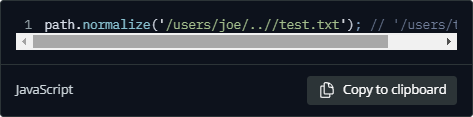 1 path.normalize('/users/joe/..//test.txt'); // '/users/t
JavaScript
Copy to clipboard